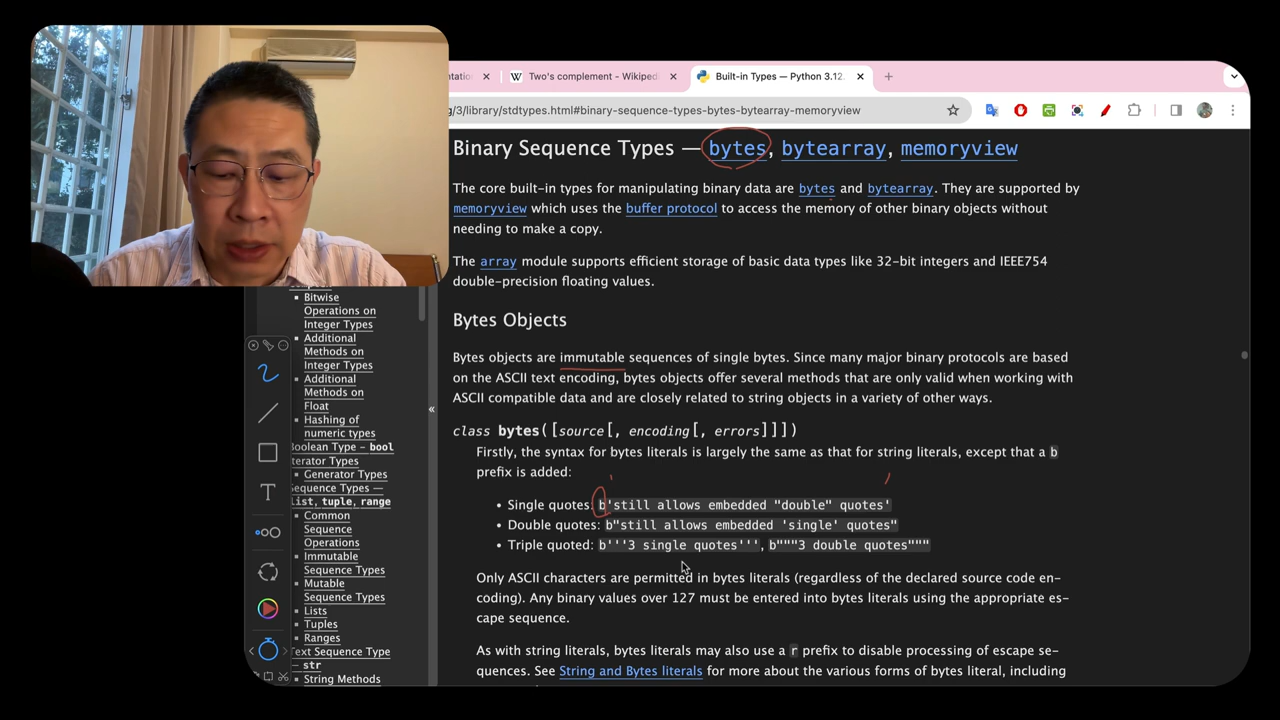 ntatio
Two's complement - Wikiped
Built-in Types — Python 3.12.
g/3/library/stdtypes.html#binary-sequence-types-bytes-bytearray-memoryview
Binary Sequence Types — bytes, bytearray, memoryview
The core built-in types for manipulating binary data are bytes and bytearray. They are supported by
memoryview which uses the buffer protocol to access the memory of other binary objects without
needing to make a copy.
The array module supports efficient storage of basic data types like 32-bit integers and IEEE754
double-precision floating values.
Bytes Objects
Bytes objects are immutable sequences of single bytes. Since many major binary protocols are based
on the ASCII text encoding, bytes objects offer several methods that are only valid when working with
ASCII compatible data and are closely related to string objects in a variety of other ways.
class bytes([source[, encoding[, errors]]])
Firstly, the syntax for bytes literals is largely the same as that for string literals, except that a b
prefix is added:
• Single quotes: b'still allows embedded "double" quotes'
• Double quotes: b"still allows embedded 'single' quotes"
• Triple quoted: b'''3 single quotes''', b"""3 double quotes"""
Only ASCII characters are permitted in bytes literals (regardless of the declared source code en-
coding). Any binary values over 127 must be entered into bytes literals using the appropriate es-
cape sequence.
As with string literals, bytes literals may also use a r prefix to disable processing of escape se-
quences. See String and Bytes literals for more about the various forms of bytes literal, including
Bitwise
Operations on
Integer Types
Additional
Methods on
Integer Types
Additional
Methods on
Float
Hashing of
numeric types
Boolean Type - bool
terator Types
Generator Types
Sequence Types —
list, tuple, range
Common
Sequence
Operations
Immutable
Sequence Types
Mutable
Sequence Types
Lists
Tuples
Ranges
Text Sequence Type
— str
String Methods
«
T